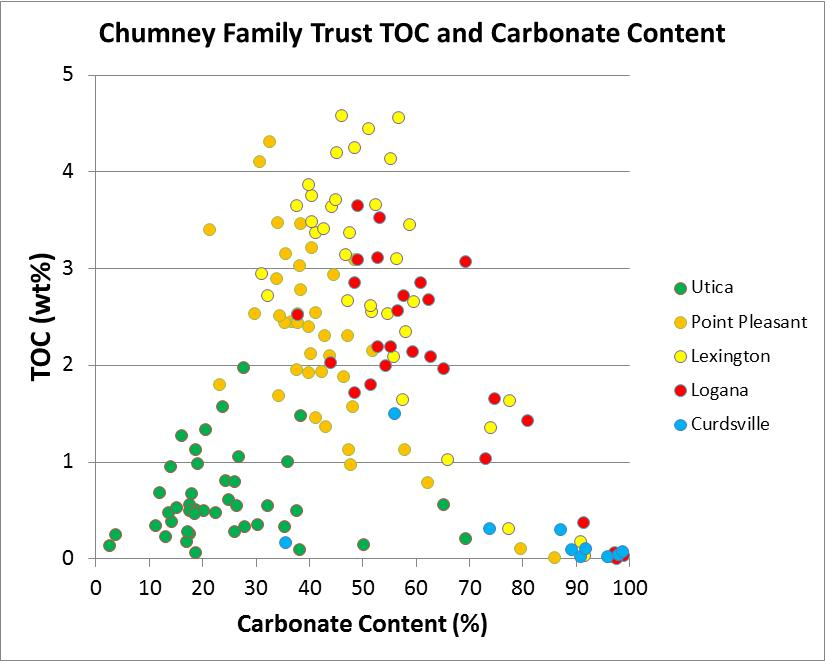 Chumney Family Trust TOC and Carbonate Content
5
4
3
2
1
0
TOC (wt%)
0 10 20 30 40 50 60 70 80 90 100
Carbonate Content (%)
Utica
Point Pleasant
Lexington
Logana
Curdsville